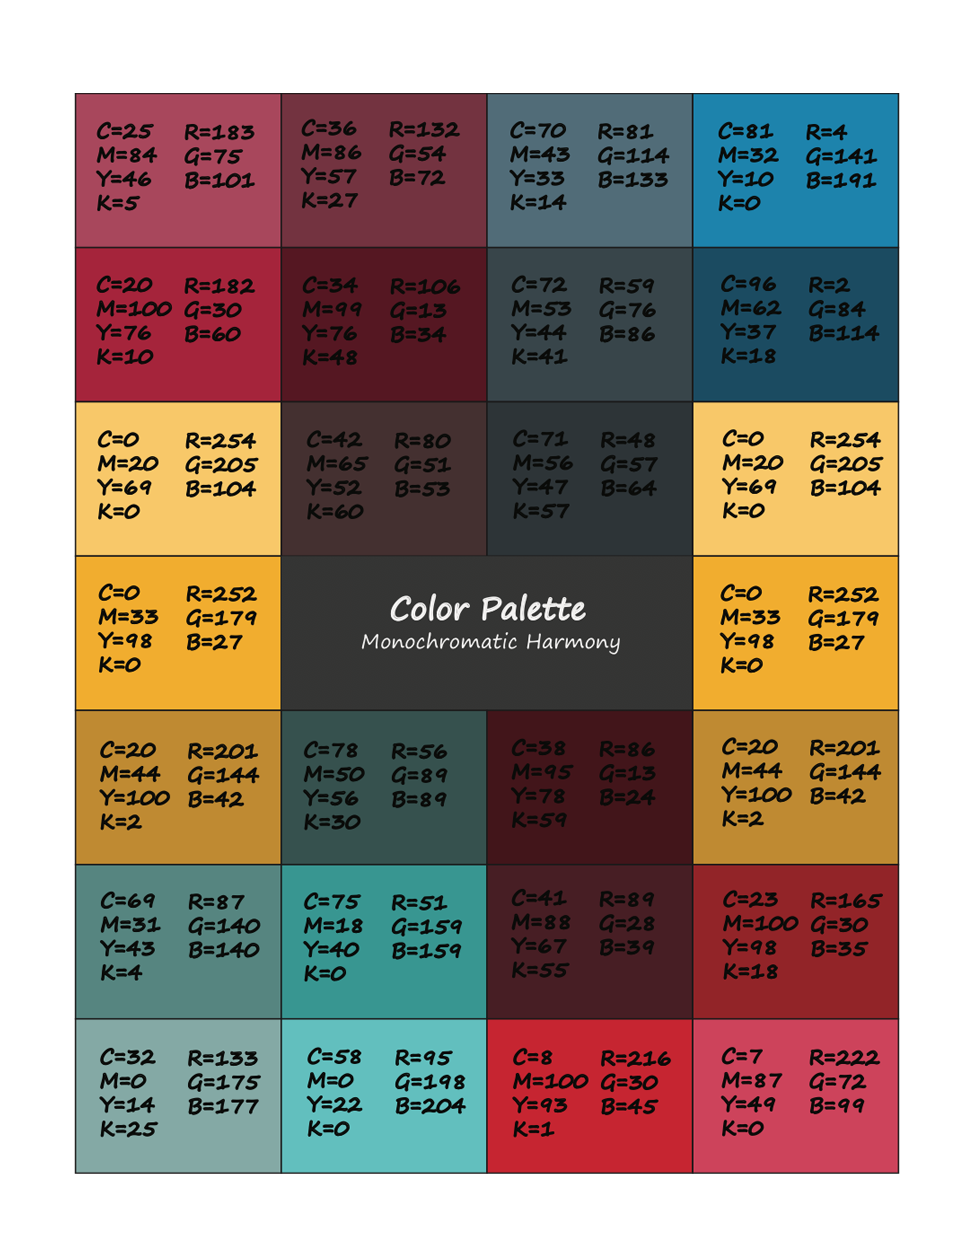 C=25 R=183
M=84 G=75
Y=46 B=101
K=5
C=36 R=132
M=86 G=54
Y=57 B=72
K=27
C=70 R=81
M=43 G=114
Y=33 B=133
K=14
C=81 R=4
M=32 G=141
Y=10 B=191
K=0
C=20 R=182
M=100 G=30
Y=76 B=60
K=10
C=34 R=106
M=99 G=13
Y=76 B=34
K=48
C=72 R=59
M=53 G=76
Y=44 B=86
K=41
C=96 R=2
M=62 G=84
Y=37 B=114
K=18
C=0 R=254
M=20 G=205
Y=69 B=104
K=0
C=42 R=80
M=65 G=51
Y=52 B=53
K=60
C=71 R=48
M=56 G=57
Y=47 B=64
K=57
C=0 R=254
M=20 G=205
Y=69 B=104
K=0
C=0 R=252
M=33 G=179
Y=98 B=27
K=0
Color Palette
Monochromatic Harmony
C=0 R=252
M=33 G=179
Y=98 B=27
K=0
C=20 R=201
M=44 G=144
Y=100 B=42
K=2
C=78 R=56
M=50 G=89
Y=56 B=89
K=30
C=38 R=86
M=95 G=13
Y=78 B=24
K=59
C=20 R=201
M=44 G=144
Y=100 B=42
K=2
C=69 R=87
M=31 G=140
Y=43 B=140
K=4
C=75 R=51
M=18 G=159
Y=40 B=159
K=0
C=41 R=89
M=88 G=28
Y=67 B=39
K=55
C=23 R=165
M=100 G=30
Y=98 B=35
K=18
C=32 R=133
M=0 G=175
Y=14 B=177
K=25
C=58 R=95
M=0 G=198
Y=22 B=204
K=0
C=8 R=216
M=100 G=30
Y=93 B=45
K=1
C=7 R=222
M=87 G=72
Y=49 B=99
K=0